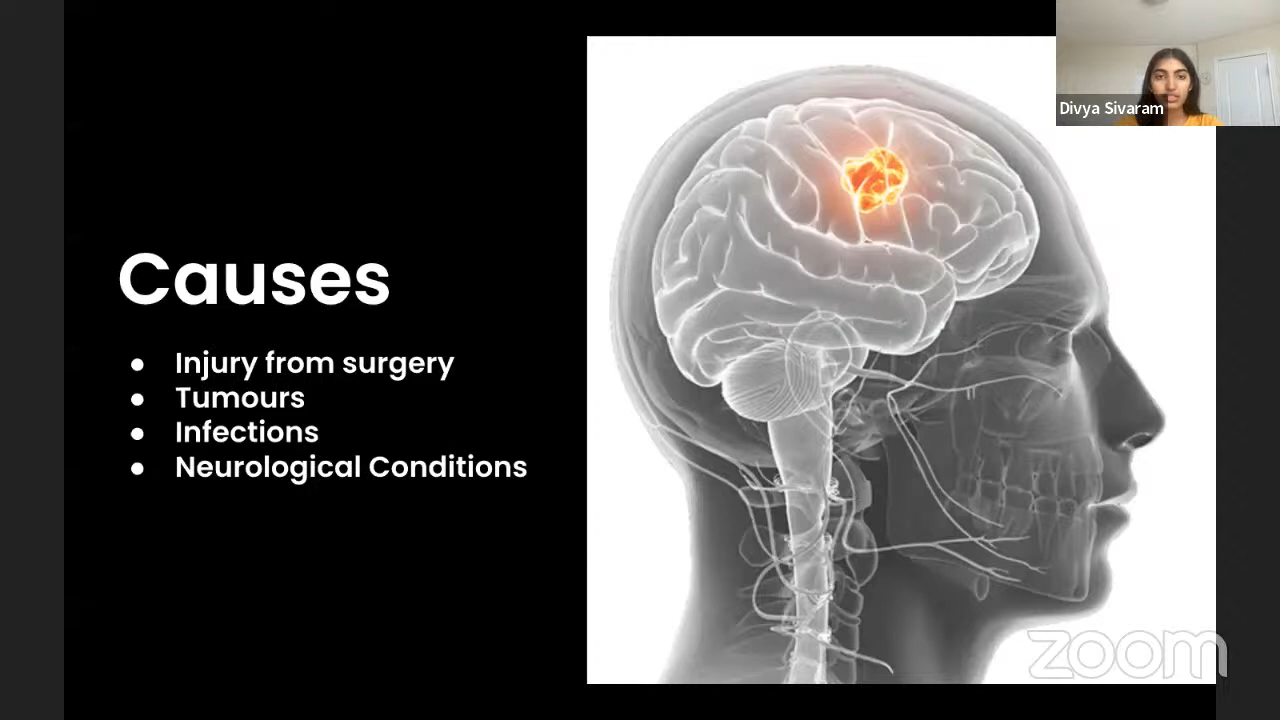 Divya Sivaram
Causes
● Injury from surgery
● Tumours
● Infections
● Neurological Conditions
zoom